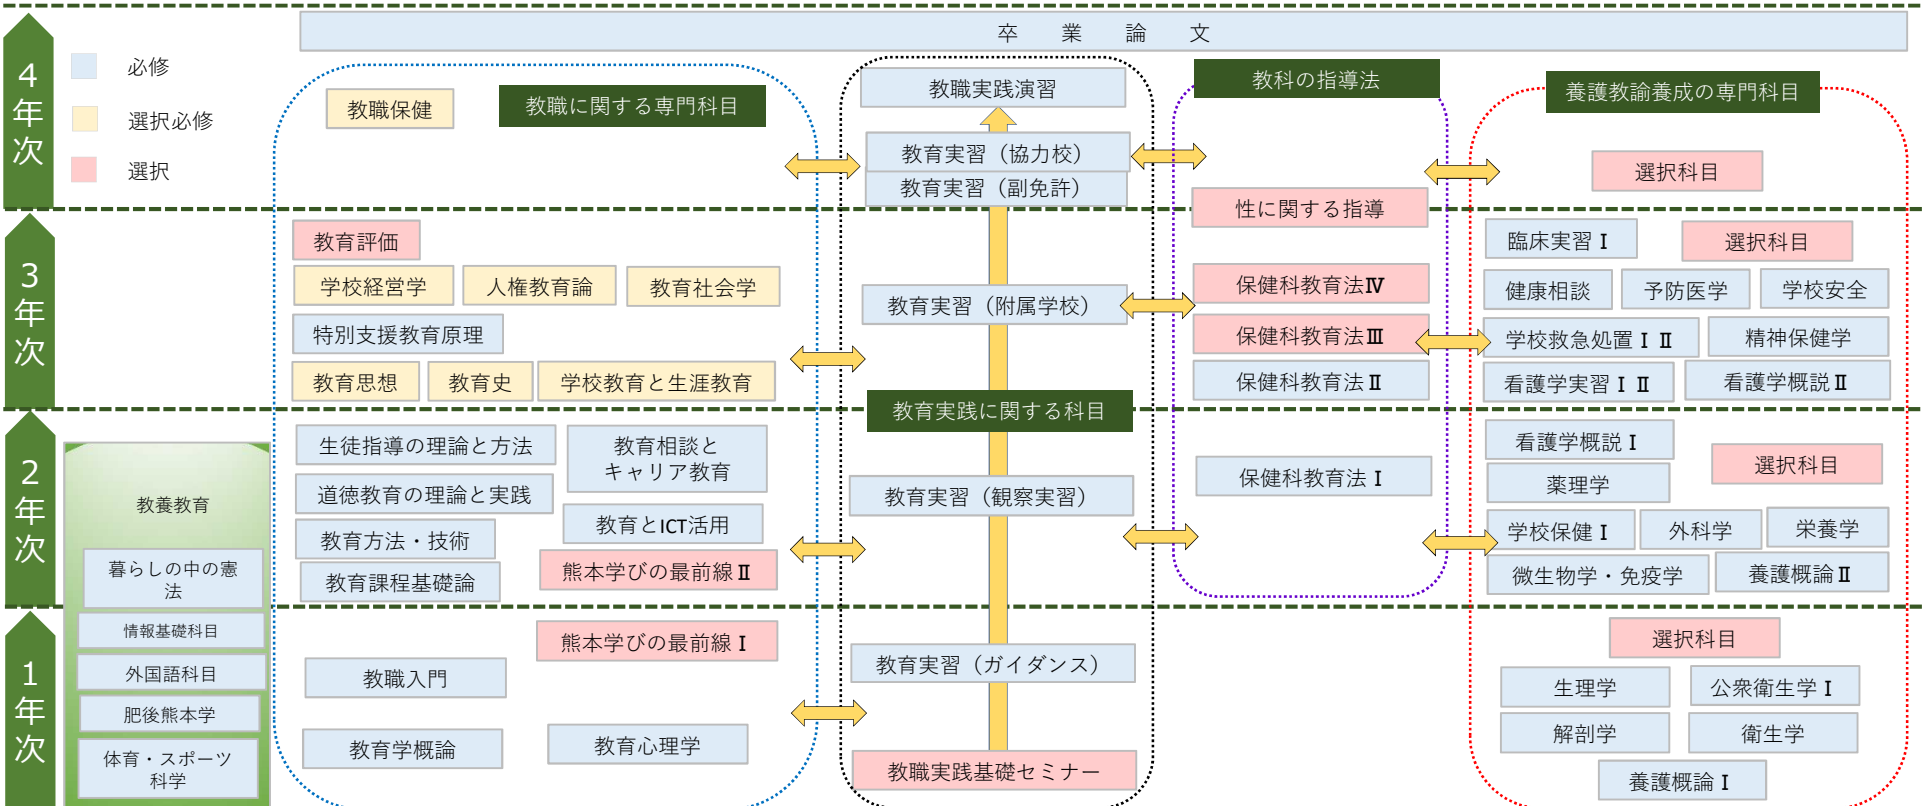 卒業論文
4年次
必修
選択必修
選択
教職保健
教職に関する専門科目
教職実践演習
教科の指導法
養護教諭養成の専門科目
教育実習（協力校）
教育実習（副免許）
選択科目
性に関する指導
3年次
教育評価
学校経営学
人権教育論
教育社会学
特別支援教育原理
教育思想
教育史
学校教育と生涯教育
教育実習（附属学校）
教育実践に関する科目
保健科教育法Ⅳ
保健科教育法Ⅲ
保健科教育法Ⅱ
臨床実習Ⅰ
選択科目
健康相談
予防医学
学校安全
学校救急処置ⅠⅡ
精神保健学
看護学実習ⅠⅡ
看護学概説Ⅱ
2年次
生徒指導の理論と方法
教育相談と
キャリア教育
道徳教育の理論と実践
教育とICT活用
教育方法・技術
熊本学びの最前線Ⅱ
教育課程基礎論
教育実習（観察実習）
保健科教育法Ⅰ
看護学概説Ⅰ
選択科目
薬理学
学校保健Ⅰ
外科学
栄養学
微生物学・免疫学
養護概論Ⅱ
教養教育
暮らしの中の憲
法
情報基礎科目
外国語科目
肥後熊本学
体育・スポーツ
科学
1年次
熊本学びの最前線Ⅰ
教職入門
教育学概論
教育心理学
教育実習（ガイダンス）
教職実践基礎セミナー
選択科目
生理学
公衆衛生学Ⅰ
解剖学
衛生学
養護概論Ⅰ